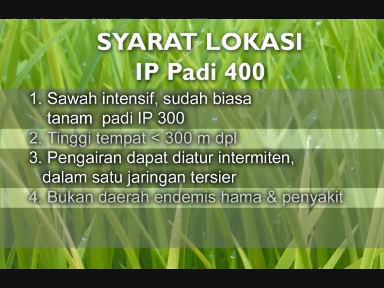 SYARAT LOKASI
IP Padi 400
1. Sawah intensif, sudah biasa
tanam padi IP 300
2. Tinggi tempat < 300 m dpl
3. Pengairan dapat diatur intermiten,
dalam satu jaringan tersier
4. Bukan daerah endemis hama & penyakit